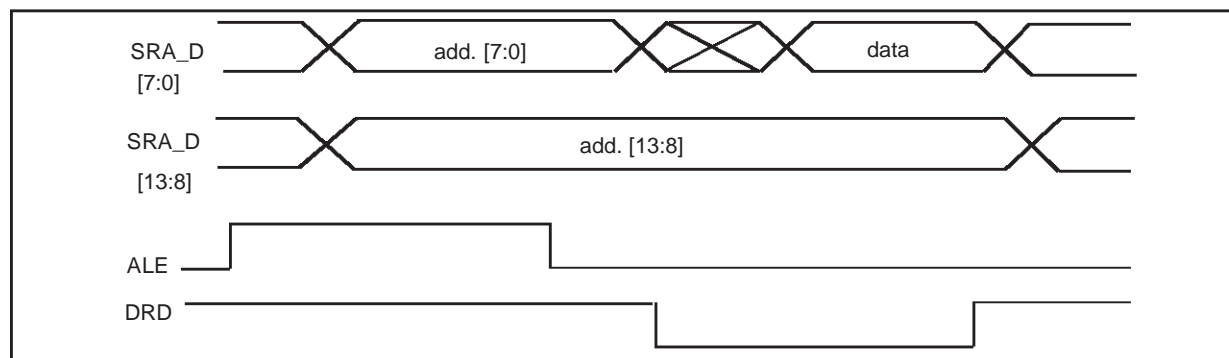 SRA_D
[7:0]
add. [7:0]
data
SRA_D
[13:8]
add. [13:8]
ALE
DRD